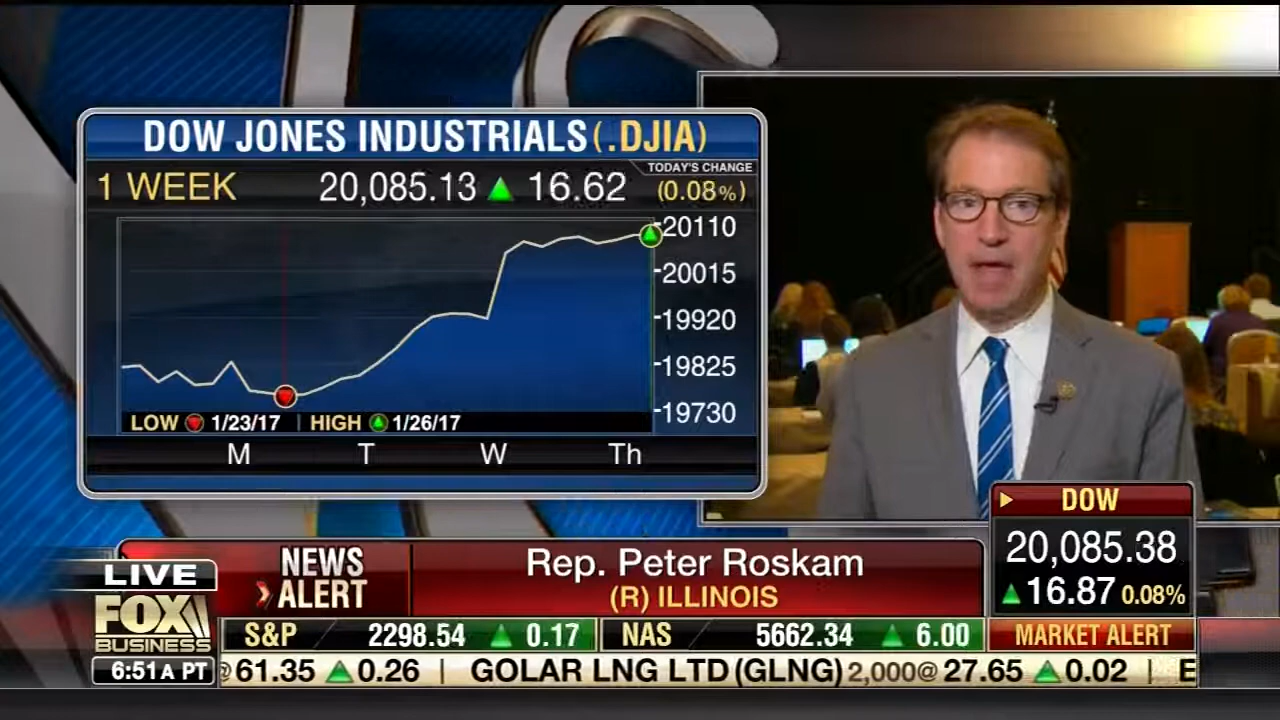 DOW JONES INDUSTRIALS(.DJIA)
TODAY'S CHANGE
1 WEEK 20,085.13 ▲ 16.62 (0.08%)
20110
20015
19920
19825
19730
LOW ▼ 1/23/17 | HIGH ▲ 1/26/17
M T W Th
DOW
20,085.38
▲ 16.87 0.08%
MARKET ALERT
NEWS
ALERT
Rep. Peter Roskam
(R) ILLINOIS
LIVE
FOX
BUSINESS
6:51A PT
S&P 2298.54 ▲ 0.17 NAS 5662.34 ▲ 6.00
@61.35 ▲0.26 | GOLAR LNG LTD (GLNG) 2,000@27.65 ▲0.02 | E